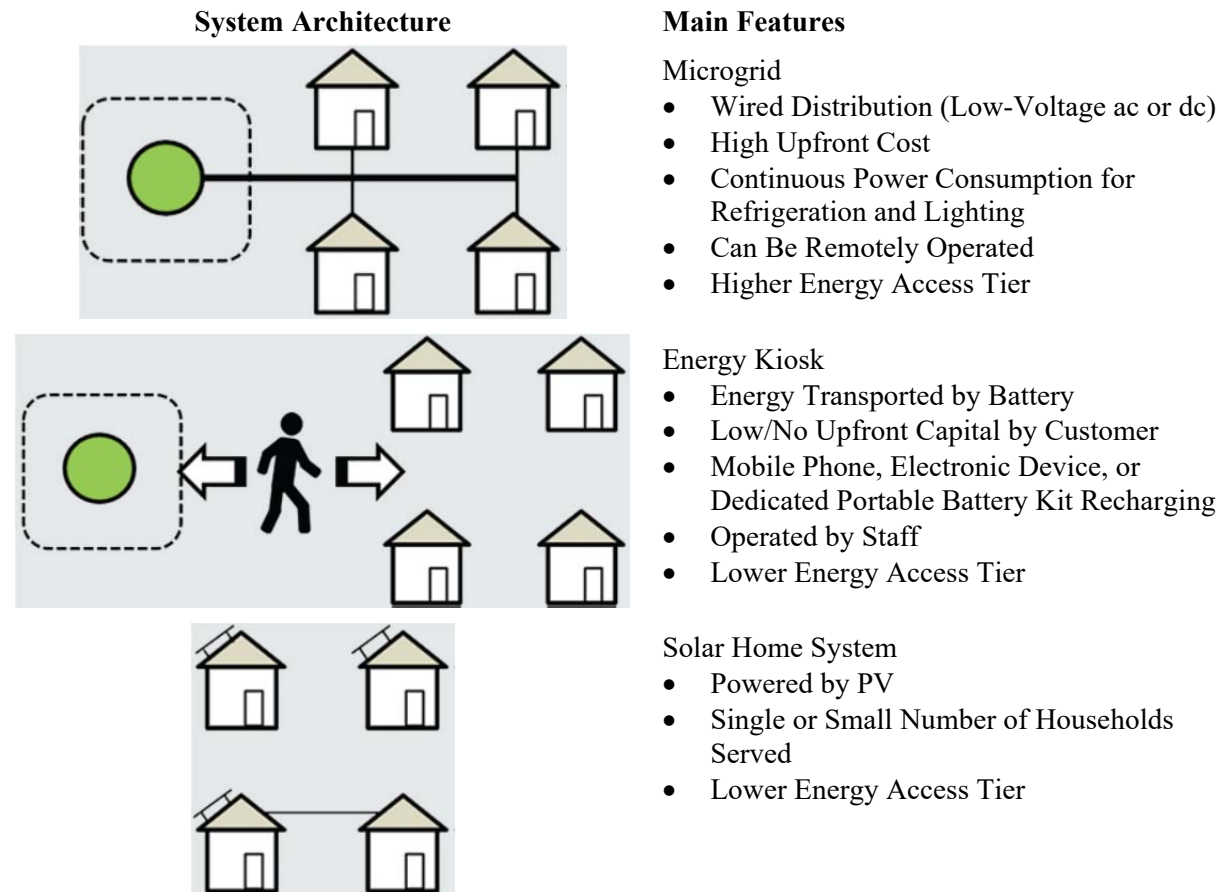 System Architecture
Main Features
Microgrid
• Wired Distribution (Low-Voltage ac or dc)
• High Upfront Cost
• Continuous Power Consumption for
Refrigeration and Lighting
• Can Be Remotely Operated
• Higher Energy Access Tier
Energy Kiosk
• Energy Transported by Battery
• Low/No Upfront Capital by Customer
• Mobile Phone, Electronic Device, or
Dedicated Portable Battery Kit Recharging
• Operated by Staff
• Lower Energy Access Tier
Solar Home System
• Powered by PV
• Single or Small Number of Households
Served
• Lower Energy Access Tier